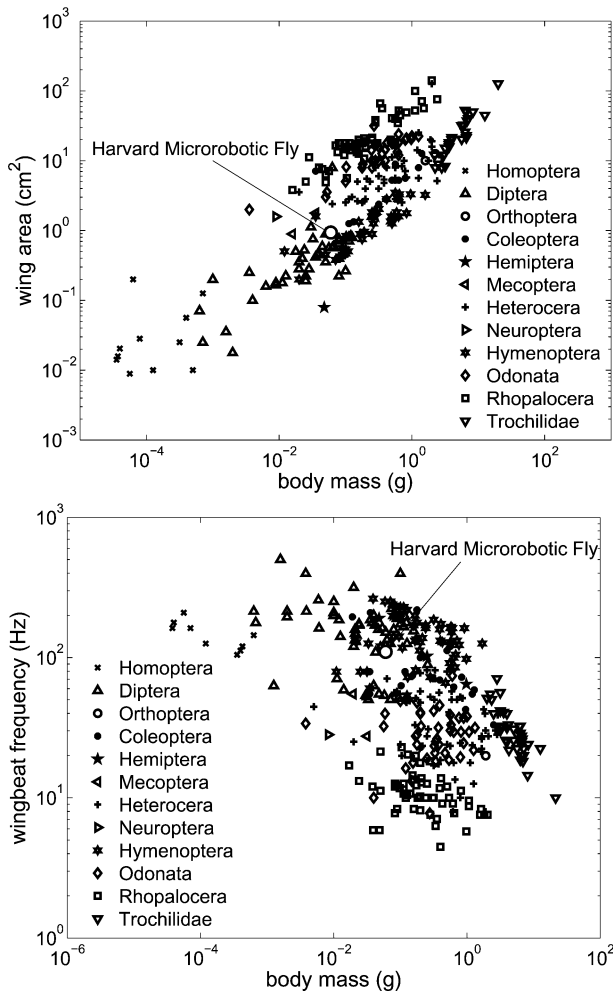 10^3
10^2
10^1
10^0
10^-1
10^-2
10^-3
wing area (cm^2)
Harvard Microrobotic Fly
Homoptera
Diptera
Orthoptera
Coleoptera
Hemiptera
Mecoptera
Heterocera
Neuroptera
Hymenoptera
Odonata
Rhopalocera
Trochilidae
10^-4
10^-2
10^0
10^2
body mass (g)
10^3
10^2
10^1
10^0
wingbeat frequency (Hz)
Harvard Microrobotic Fly
Homoptera
Diptera
Orthoptera
Coleoptera
Hemiptera
Mecoptera
Heterocera
Neuroptera
Hymenoptera
Odonata
Rhopalocera
Trochilidae
10^-6
10^-4
10^-2
10^0
10^2
body mass (g)